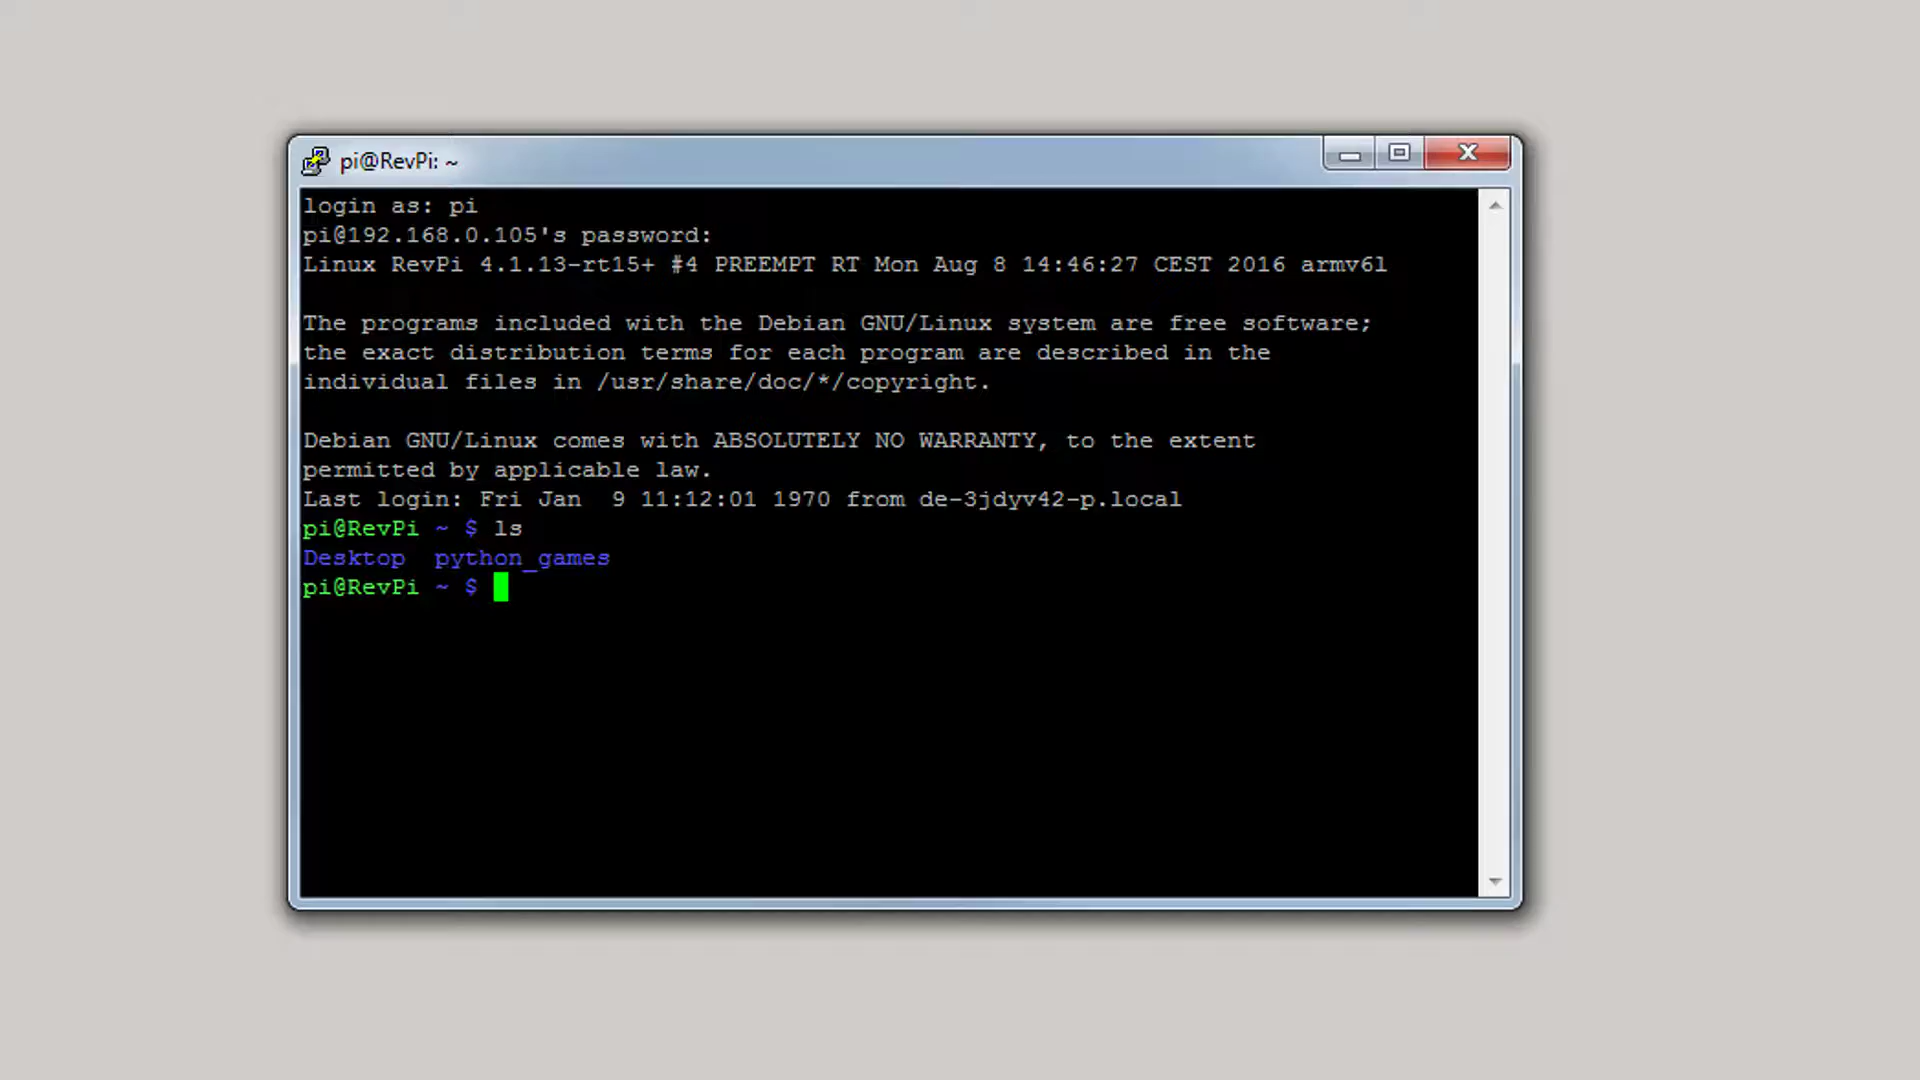 pi@RevPi: ~
login as: pi
pi@192.168.0.105's password:
Linux RevPi 4.1.13-rt15+ #4 PREEMPT RT Mon Aug 8 14:46:27 CEST 2016 armv6l
The programs included with the Debian GNU/Linux system are free software;
the exact distribution terms for each program are described in the
individual files in /usr/share/doc/*/copyright.
Debian GNU/Linux comes with ABSOLUTELY NO WARRANTY, to the extent
permitted by applicable law.
Last login: Fri Jan  9 11:12:01 1970 from de-3jdyv42-p.local
pi@RevPi ~ $ ls
Desktop  python_games
pi@RevPi ~ $